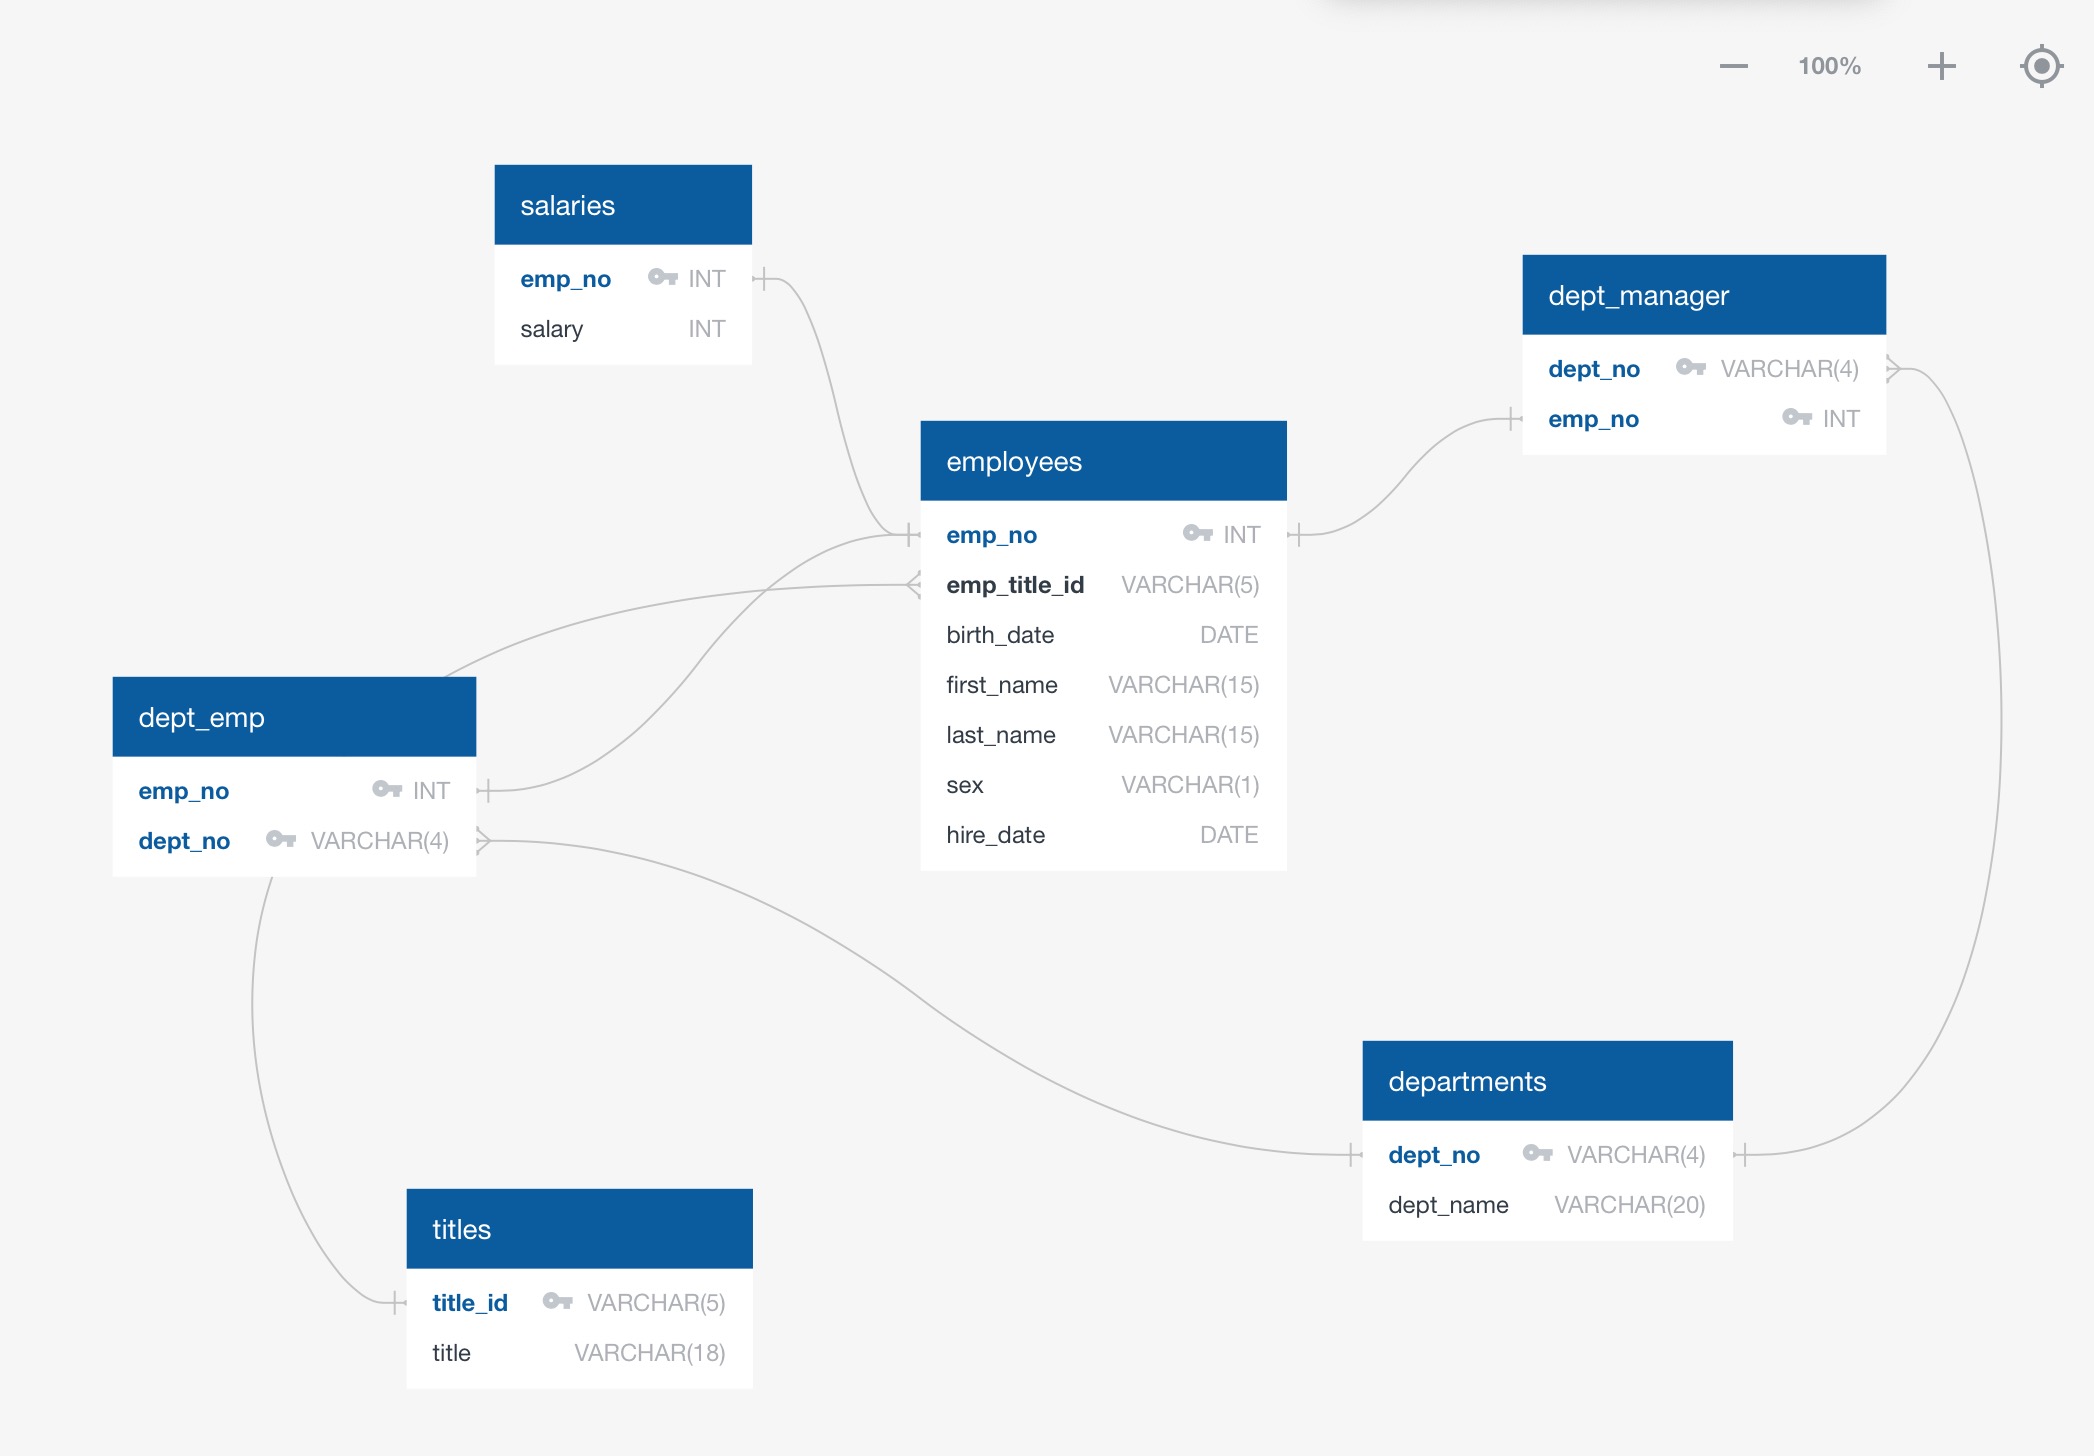 100%
salaries
emp_no INT
salary INT
dept_manager
dept_no VARCHAR(4)
emp_no INT
employees
emp_no INT
emp_title_id VARCHAR(5)
birth_date DATE
first_name VARCHAR(15)
last_name VARCHAR(15)
sex VARCHAR(1)
hire_date DATE
dept_emp
emp_no INT
dept_no VARCHAR(4)
departments
dept_no VARCHAR(4)
dept_name VARCHAR(20)
titles
title_id VARCHAR(5)
title VARCHAR(18)